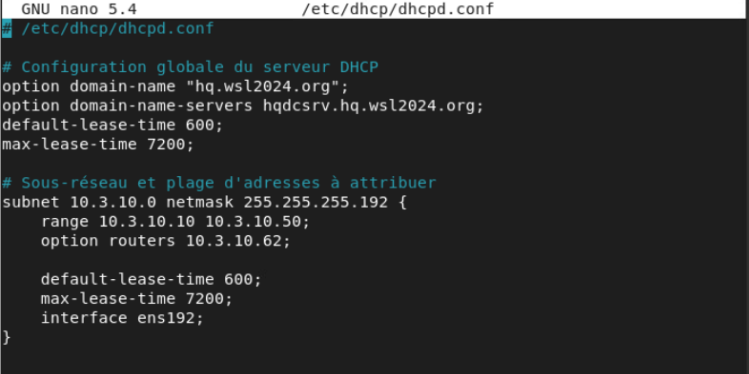 GNU nano 5.4 /etc/dhcp/dhcpd.conf
# /etc/dhcp/dhcpd.conf
# Configuration globale du serveur DHCP
option domain-name "hq.wsl2024.org";
option domain-name-servers hqdcsrv.hq.wsl2024.org;
default-lease-time 600;
max-lease-time 7200;
# Sous-réseau et plage d'adresses à attribuer
subnet 10.3.10.0 netmask 255.255.255.192 {
    range 10.3.10.10 10.3.10.50;
    option routers 10.3.10.62;
    default-lease-time 600;
    max-lease-time 7200;
    interface ens192;
}